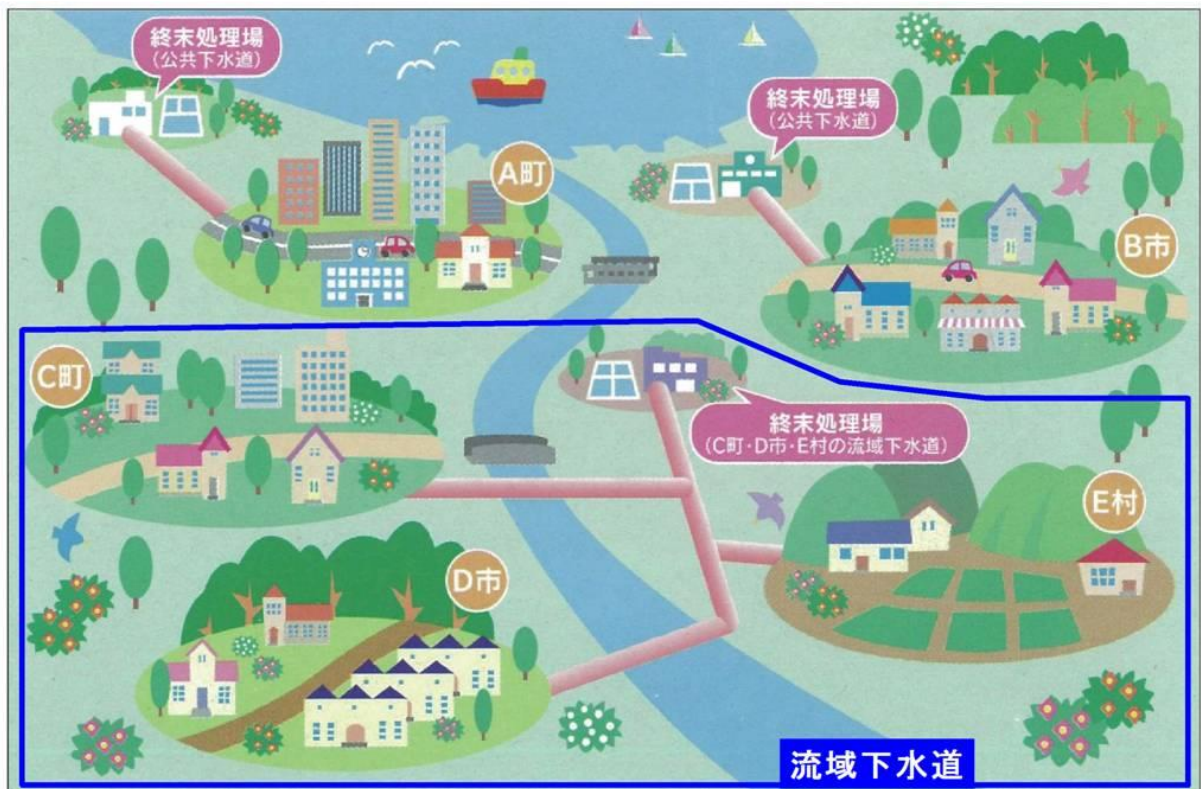 終末処理場
(公共下水道)
終末処理場
(公共下水道)
A町
B市
C町
終末処理場
(C町・D市・E村の流域下水道)
E村
D市
流域下水道